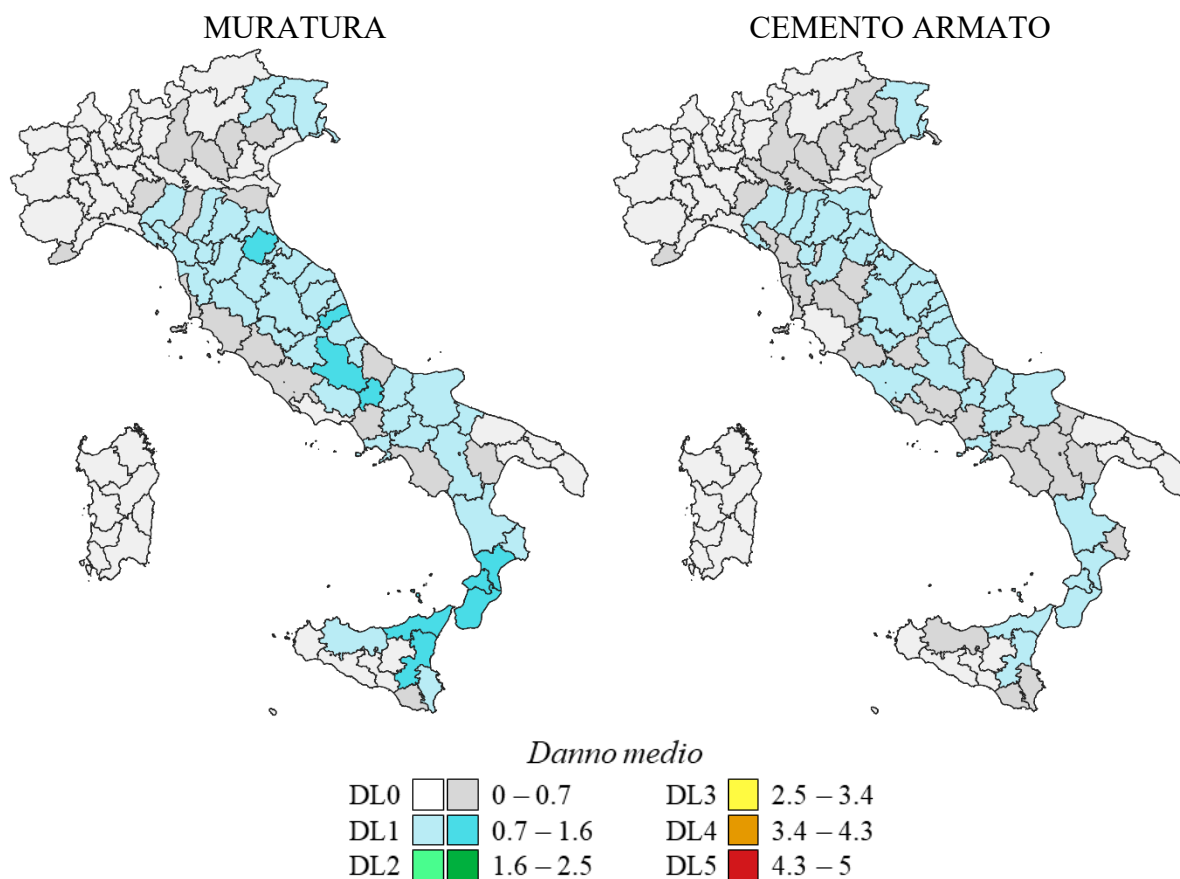 MURATURA
CEMENTO ARMATO
Danno medio
DL0 0 – 0.7 DL3 2.5 – 3.4
DL1 0.7 – 1.6 DL4 3.4 – 4.3
DL2 1.6 – 2.5 DL5 4.3 – 5